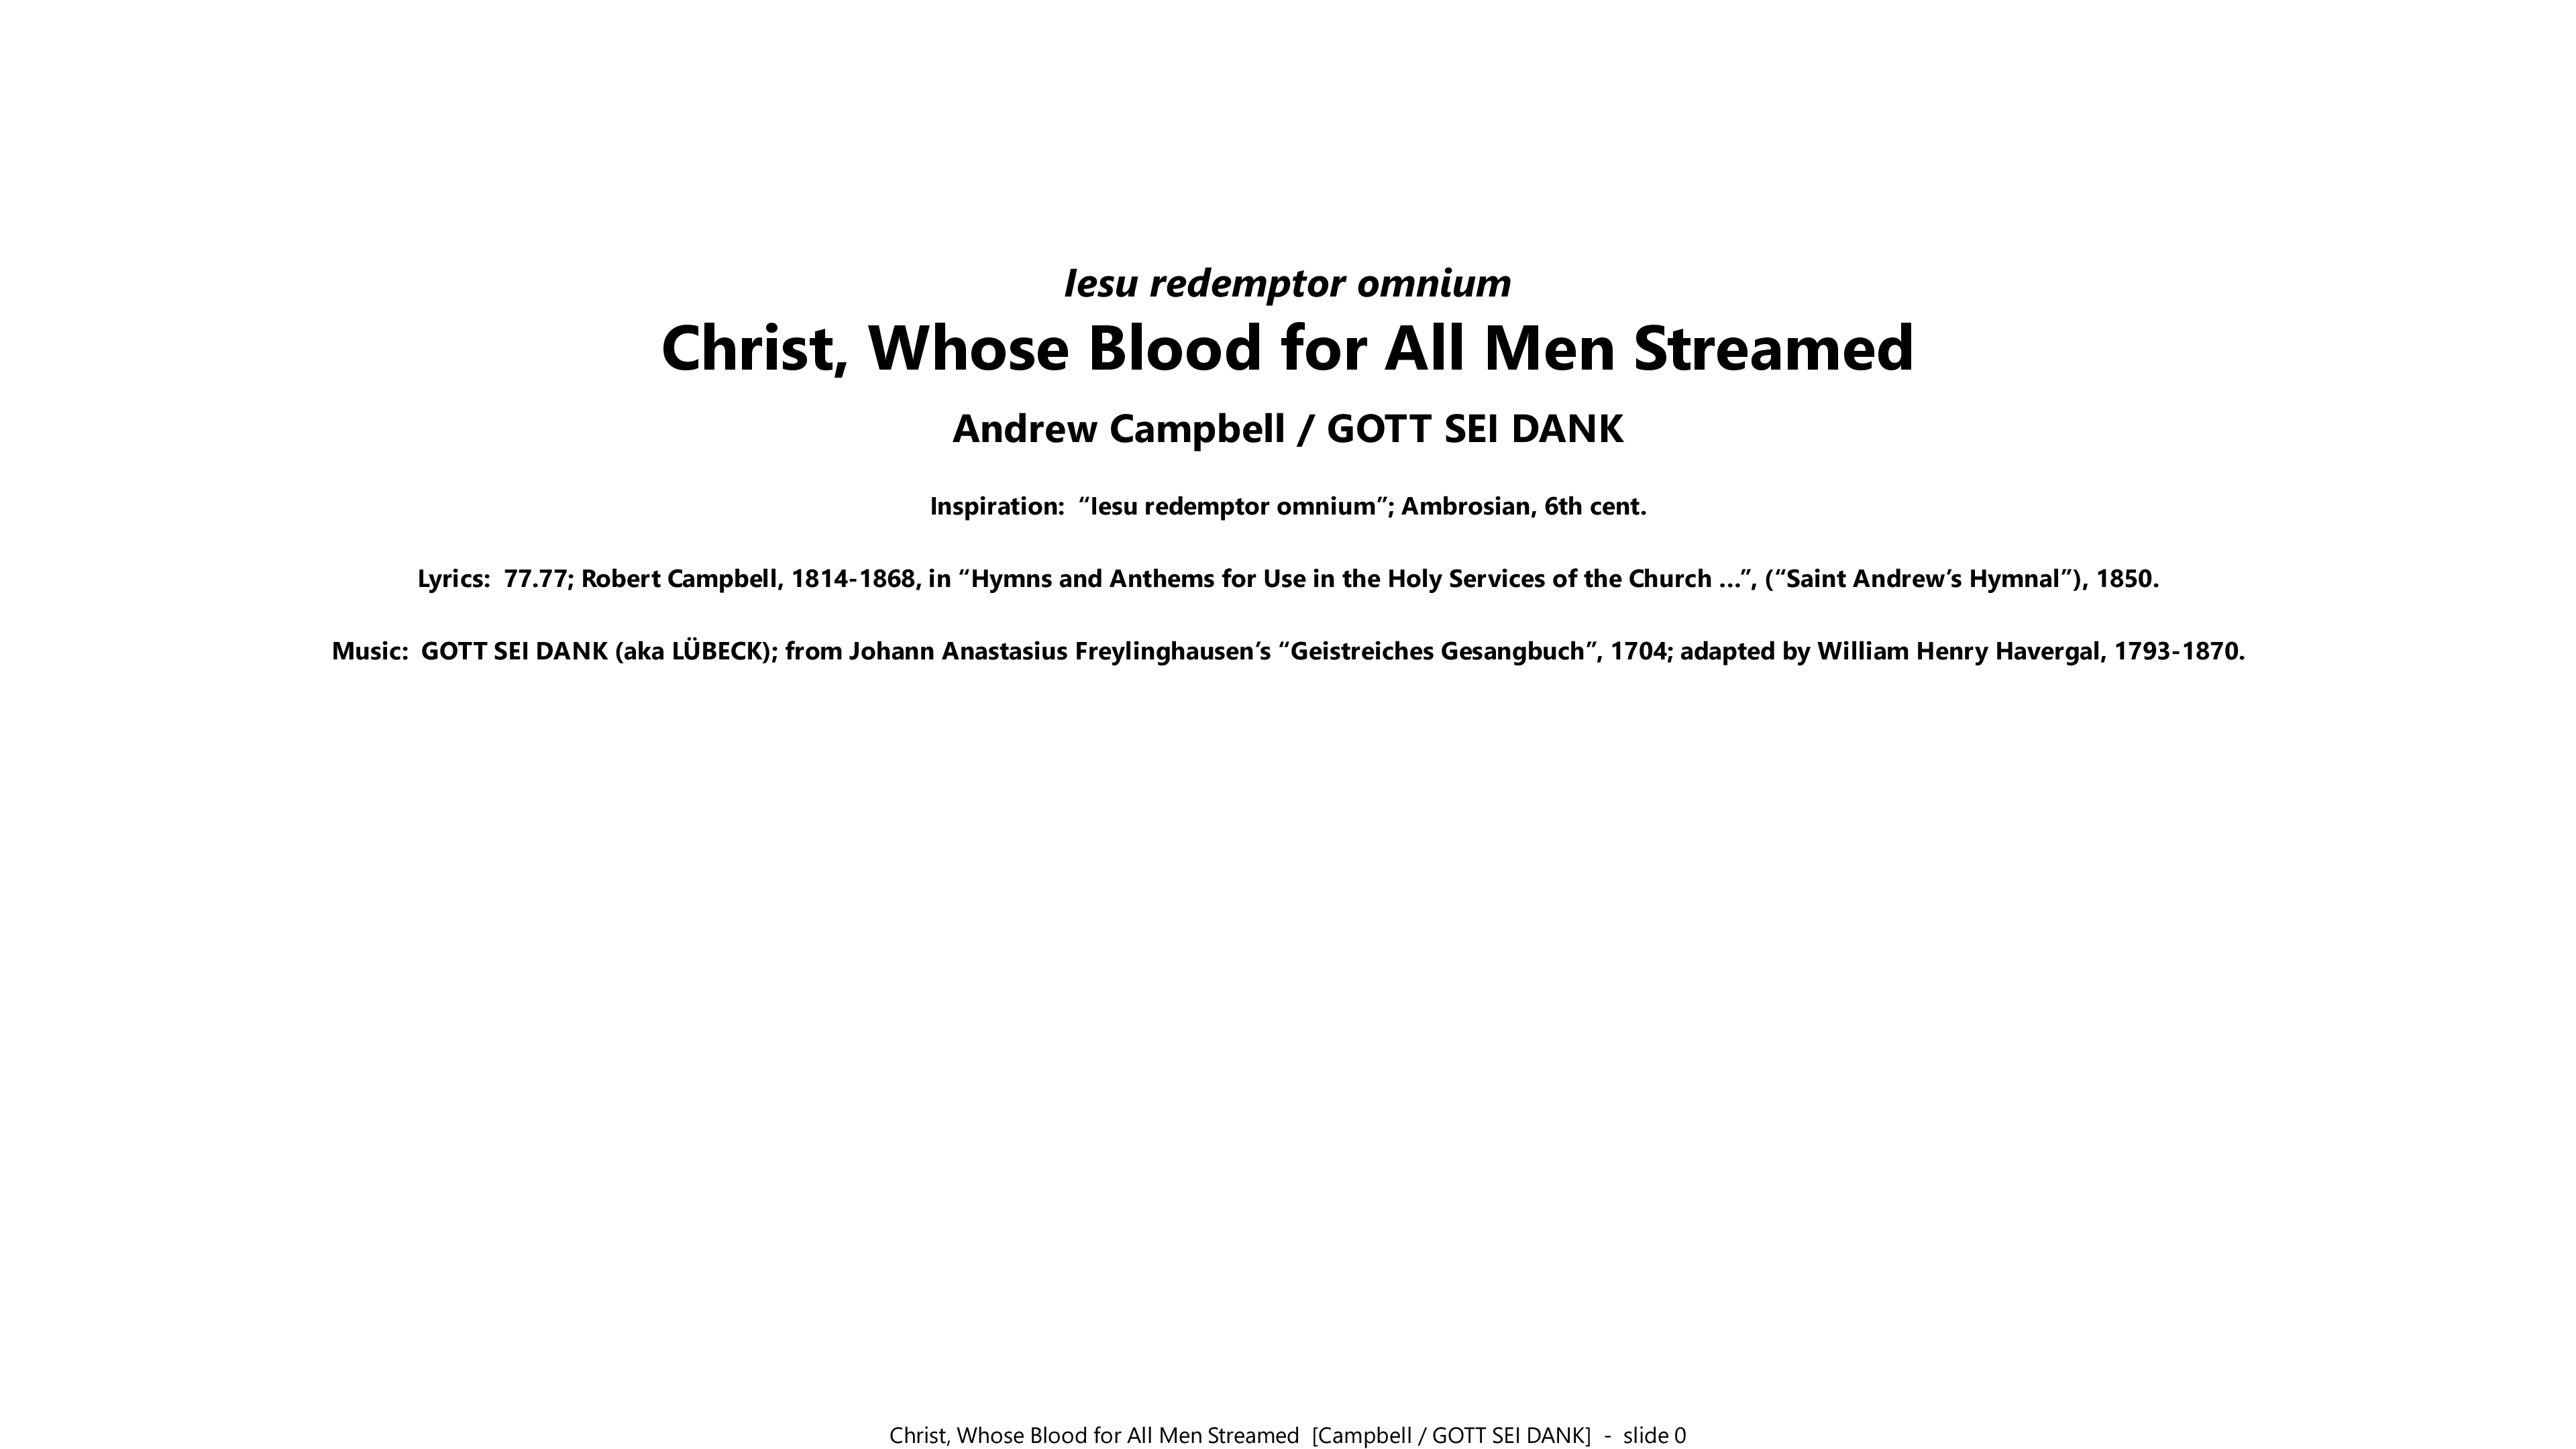 Iesu redemptor omnium
Christ, Whose Blood for All Men Streamed
Andrew Campbell / GOTT SEI DANK
Inspiration:  “Iesu redemptor omnium”; Ambrosian, 6th cent.
Lyrics:  77.77; Robert Campbell, 1814-1868, in “Hymns and Anthems for Use in the Holy Services of the Church …”, (“Saint Andrew’s Hymnal”), 1850.
Music:  GOTT SEI DANK (aka LÜBECK); from Johann Anastasius Freylinghausen’s “Geistreiches Gesangbuch”, 1704; adapted by William Henry Havergal, 1793-1870.
Christ, Whose Blood for All Men Streamed  [Campbell / GOTT SEI DANK]  -  slide 0